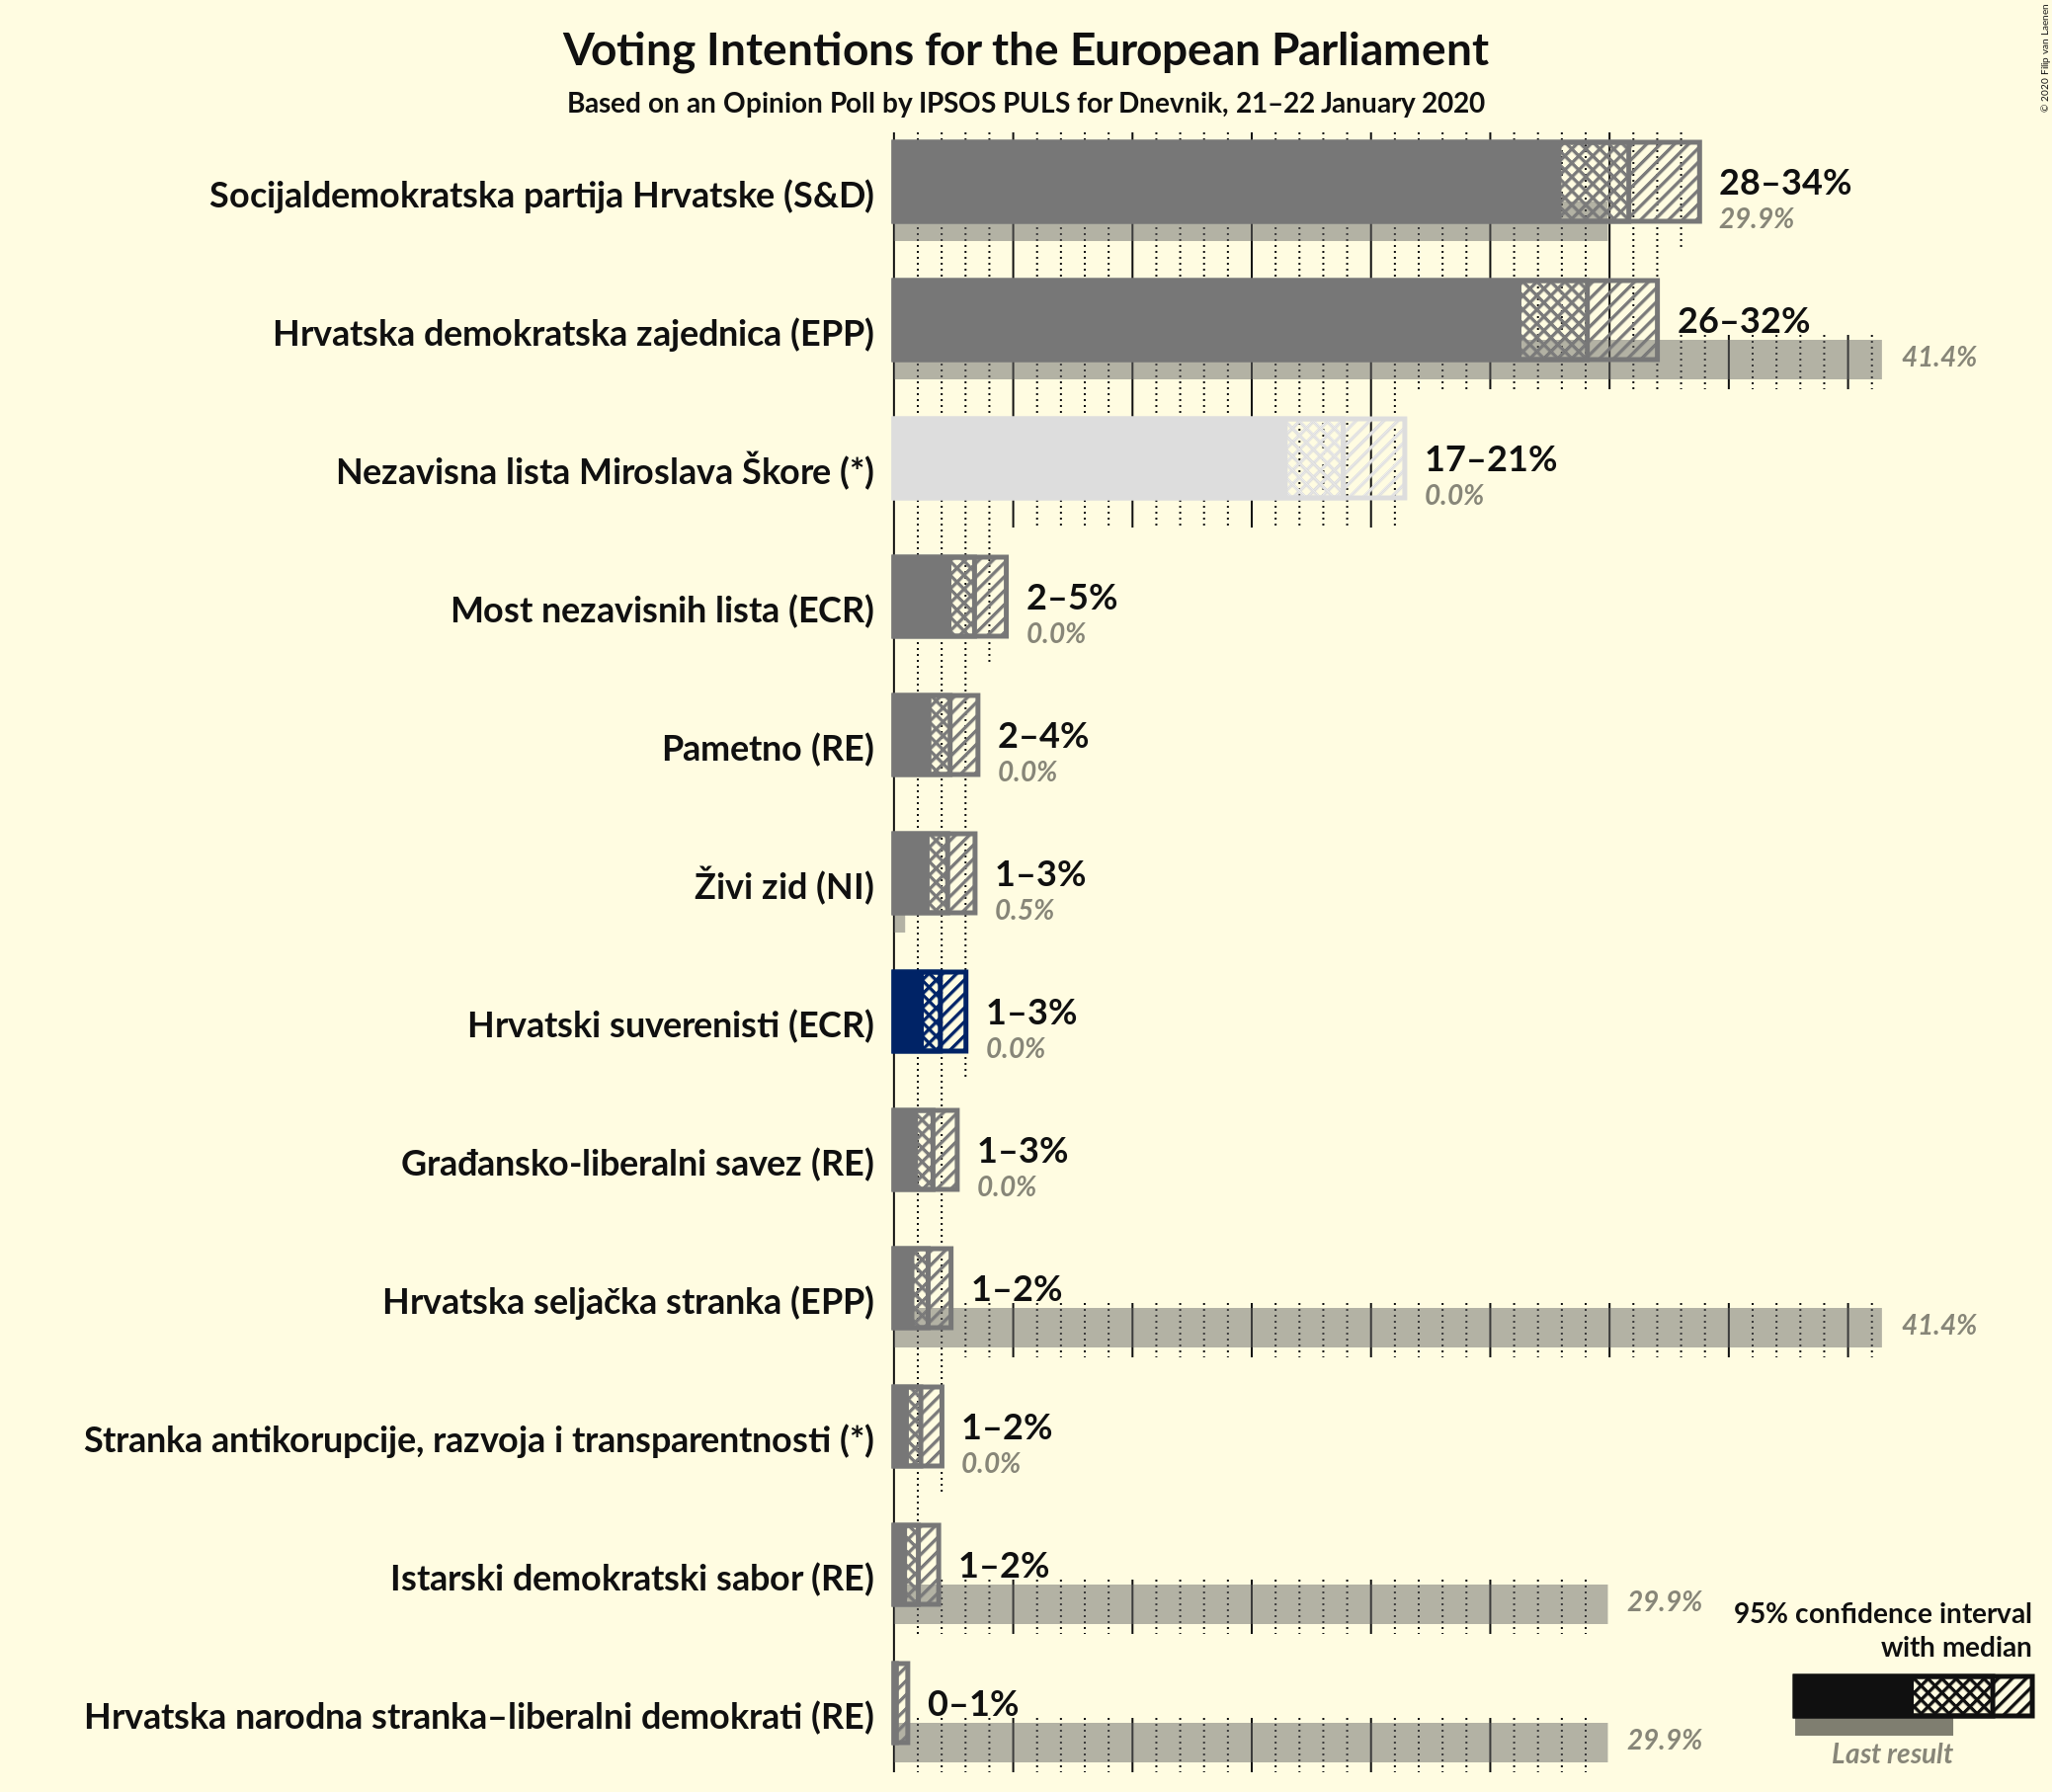 Voting Intentions for the European Parliament
Based on an Opinion Poll by IPSOS PULS for Dnevnik, 21–22 January 2020
© 2020 Filip van Laenen
Socijaldemokratska partija Hrvatske (S&D)
28–34%
29.9%
Hrvatska demokratska zajednica (EPP)
26–32%
41.4%
Nezavisna lista Miroslava Škore (*)
17–21%
0.0%
Most nezavisnih lista (ECR)
2–5%
0.0%
Pametno (RE)
2–4%
0.0%
Živi zid (NI)
1–3%
0.5%
Hrvatski suverenisti (ECR)
1–3%
0.0%
Građansko-liberalni savez (RE)
1–3%
0.0%
Hrvatska seljačka stranka (EPP)
1–2%
41.4%
Stranka antikorupcije, razvoja i transparentnosti (*)
1–2%
0.0%
Istarski demokratski sabor (RE)
1–2%
29.9%
Hrvatska narodna stranka–liberalni demokrati (RE)
0–1%
29.9%
95% confidence interval
with median
Last result